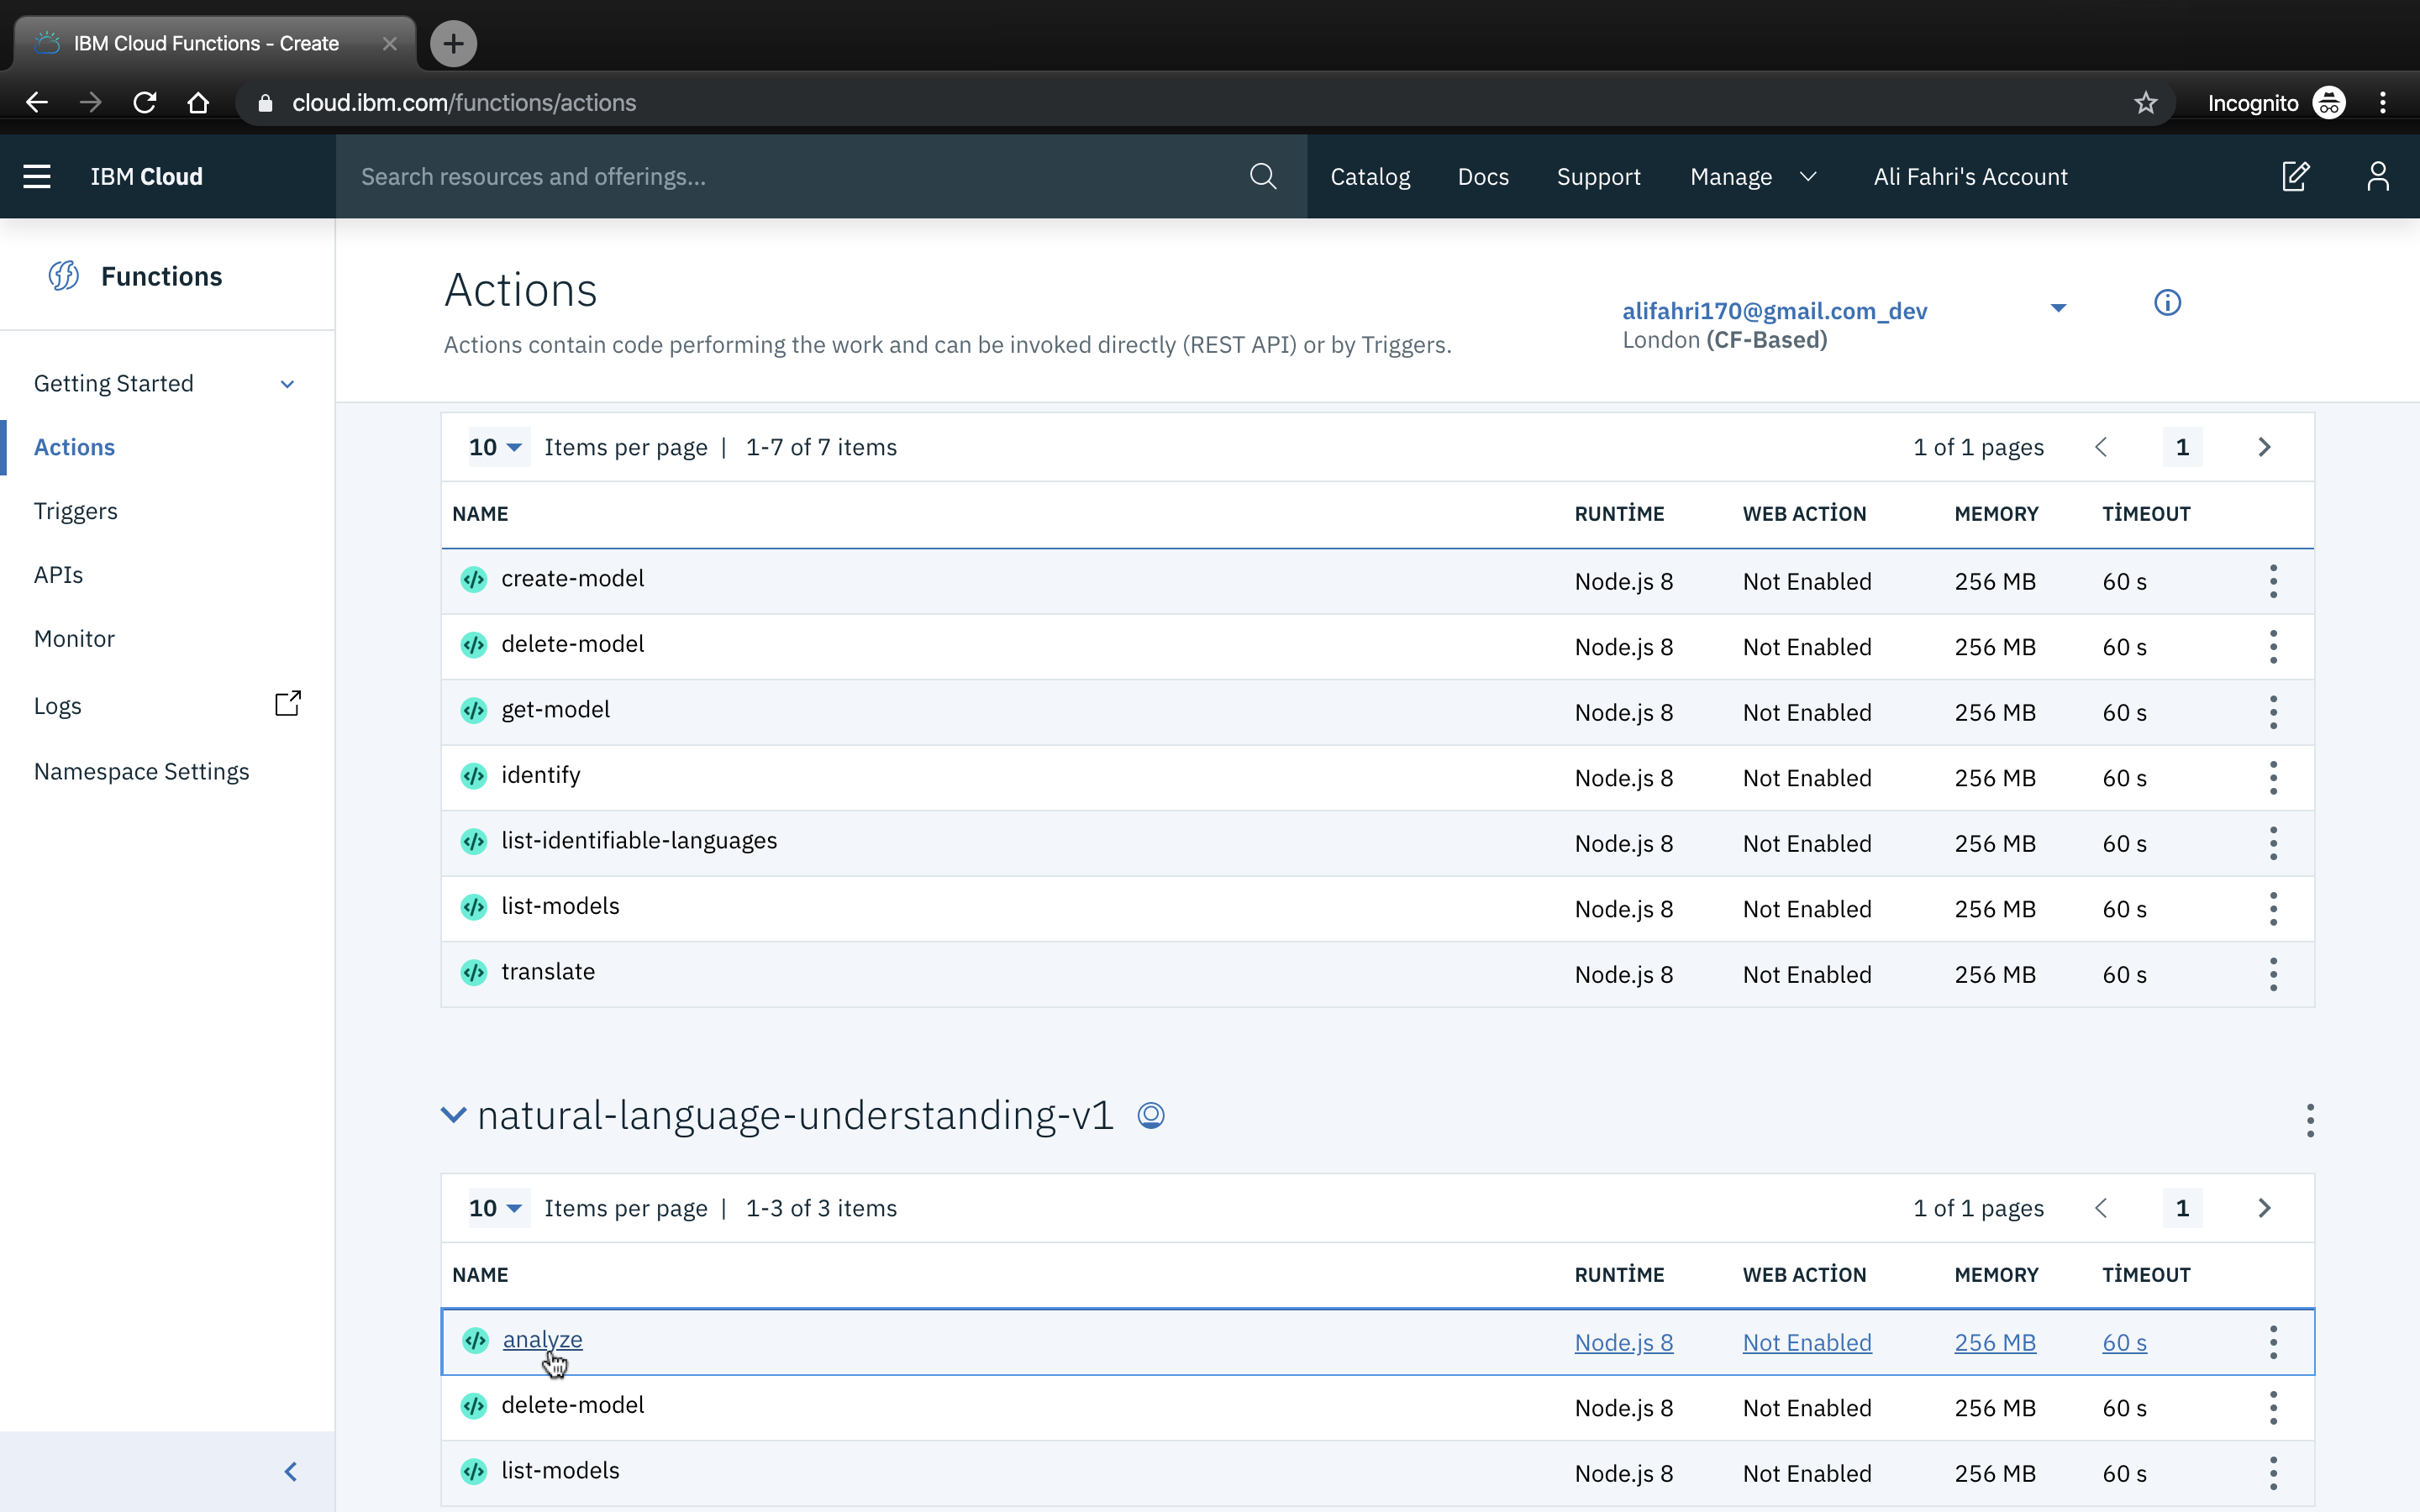 IBM Cloud Functions - Create
cloud.ibm.com/functions/actions
Incognito
IBM Cloud
Search resources and offerings...
Catalog
Docs
Support
Manage
Ali Fahri's Account
Functions
Getting Started
Actions
Triggers
APIs
Monitor
Logs
Namespace Settings
Actions
Actions contain code performing the work and can be invoked directly (REST API) or by Triggers.
alifahri170@gmail.com_dev
London (CF-Based)
10 Items per page | 1-7 of 7 items 1 of 1 pages 1
NAME RUNTİME WEB ACTİON MEMORY TİMEOUT
create-model Node.js 8 Not Enabled 256 MB 60 s
delete-model Node.js 8 Not Enabled 256 MB 60 s
get-model Node.js 8 Not Enabled 256 MB 60 s
identify Node.js 8 Not Enabled 256 MB 60 s
list-identifiable-languages Node.js 8 Not Enabled 256 MB 60 s
list-models Node.js 8 Not Enabled 256 MB 60 s
translate Node.js 8 Not Enabled 256 MB 60 s
natural-language-understanding-v1
10 Items per page | 1-3 of 3 items 1 of 1 pages 1
NAME RUNTİME WEB ACTİON MEMORY TİMEOUT
analyze Node.js 8 Not Enabled 256 MB 60 s
delete-model Node.js 8 Not Enabled 256 MB 60 s
list-models Node.js 8 Not Enabled 256 MB 60 s